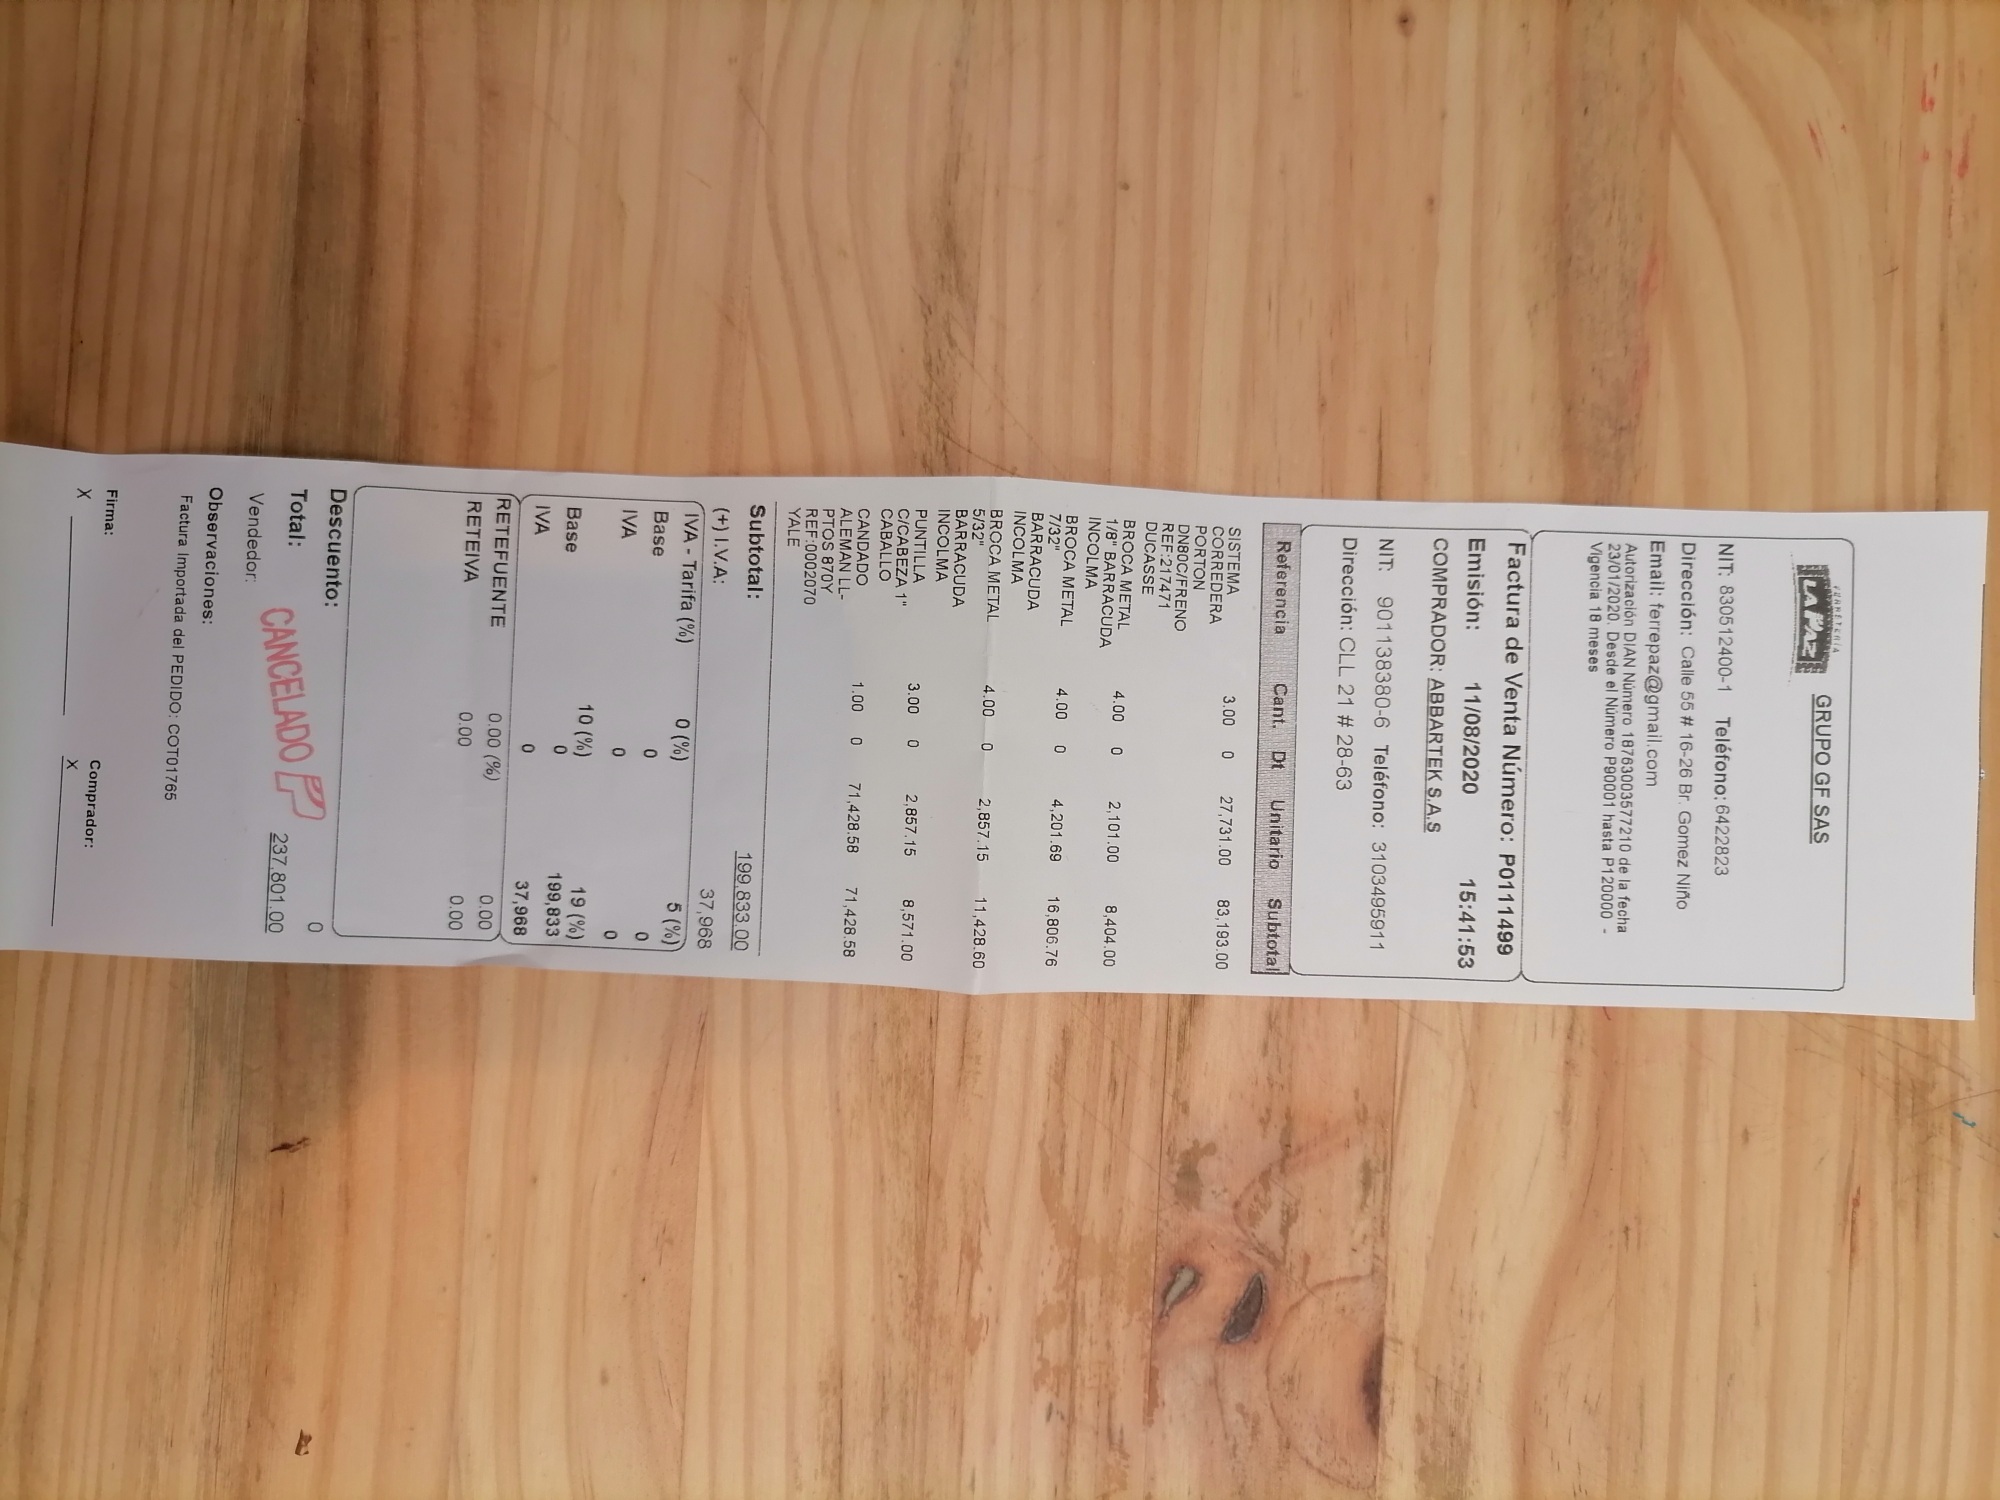 FERRETERIA
LA PAZ
GRUPO GF SAS
NIT: 830512400-1 Teléfono: 6422823
Dirección: Calle 55 # 16-26 Br. Gomez Niño
Email: ferrepaz@gmail.com
Autorización DIAN Número 18763003577210 de la fecha
23/01/2020. Desde el Número P90001 hasta P120000 -
Vigencia 18 meses
Factura de Venta Número: P0111499
Emisión: 11/08/2020 15:41:53
COMPRADOR: ABBARTEK S.A.S
NIT: 901138380-6 Teléfono: 3103495911
Dirección: CLL 21 # 28-63
Referencia Cant. Dt Unitario Subtotal
SISTEMA 3.00 0 27,731.00 83,193.00
CORREDERA
PORTON
DN80C/FRENO
REF:217471
DUCASSE
BROCA METAL 4.00 0 2,101.00 8,404.00
1/8" BARRACUDA
INCOLMA
BROCA METAL 4.00 0 4,201.69 16,806.76
7/32"
BARRACUDA
INCOLMA
BROCA METAL 4.00 0 2,857.15 11,428.60
5/32"
BARRACUDA
INCOLMA
PUNTILLA 3.00 0 2,857.15 8,571.00
C/CABEZA 1"
CABALLO
CANDADO 1.00 0 71,428.58 71,428.58
ALEMAN LL-
PTOS 870Y
REF:0002070
YALE
Subtotal: 199,833.00
(+) I.V.A: 37,968
IVA - Tarifa (%) 0 (%) 5 (%)
Base 0 0
IVA 0 0
10 (%) 19 (%)
Base 0 199,833
IVA 0 37,968
RETEFUENTE 0.00 (%) 0.00
RETEIVA 0.00 0.00
Descuento: 0
Total: CANCELADO 237,801.00
Vendedor:
Observaciones:
Factura Importada del PEDIDO: COT01765
Firma: Comprador:
X X